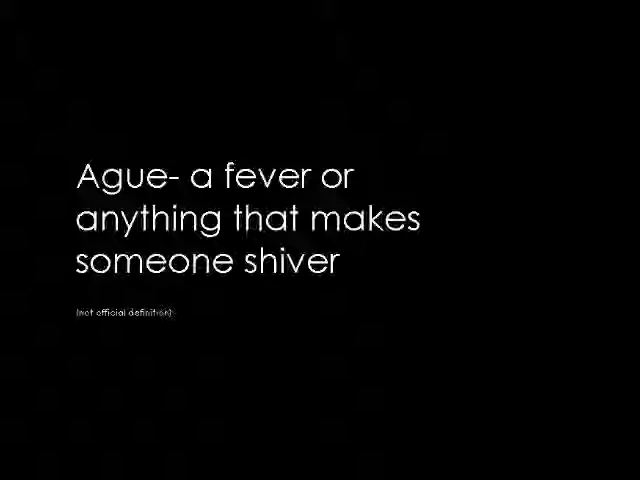 Ague- a fever or
anything that makes
someone shiver
(not official definition)